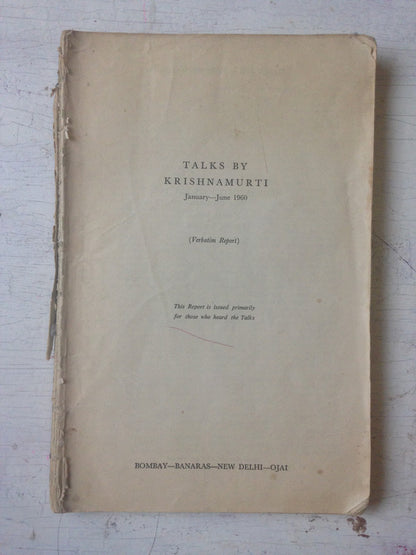 TALKS BY
KRISHNAMURTI
January—June 1960
(Verbatim Report)
This Report is issued primarily
for those who heard the Talks
BOMBAY—BANARAS—NEW DELHI—OJAI